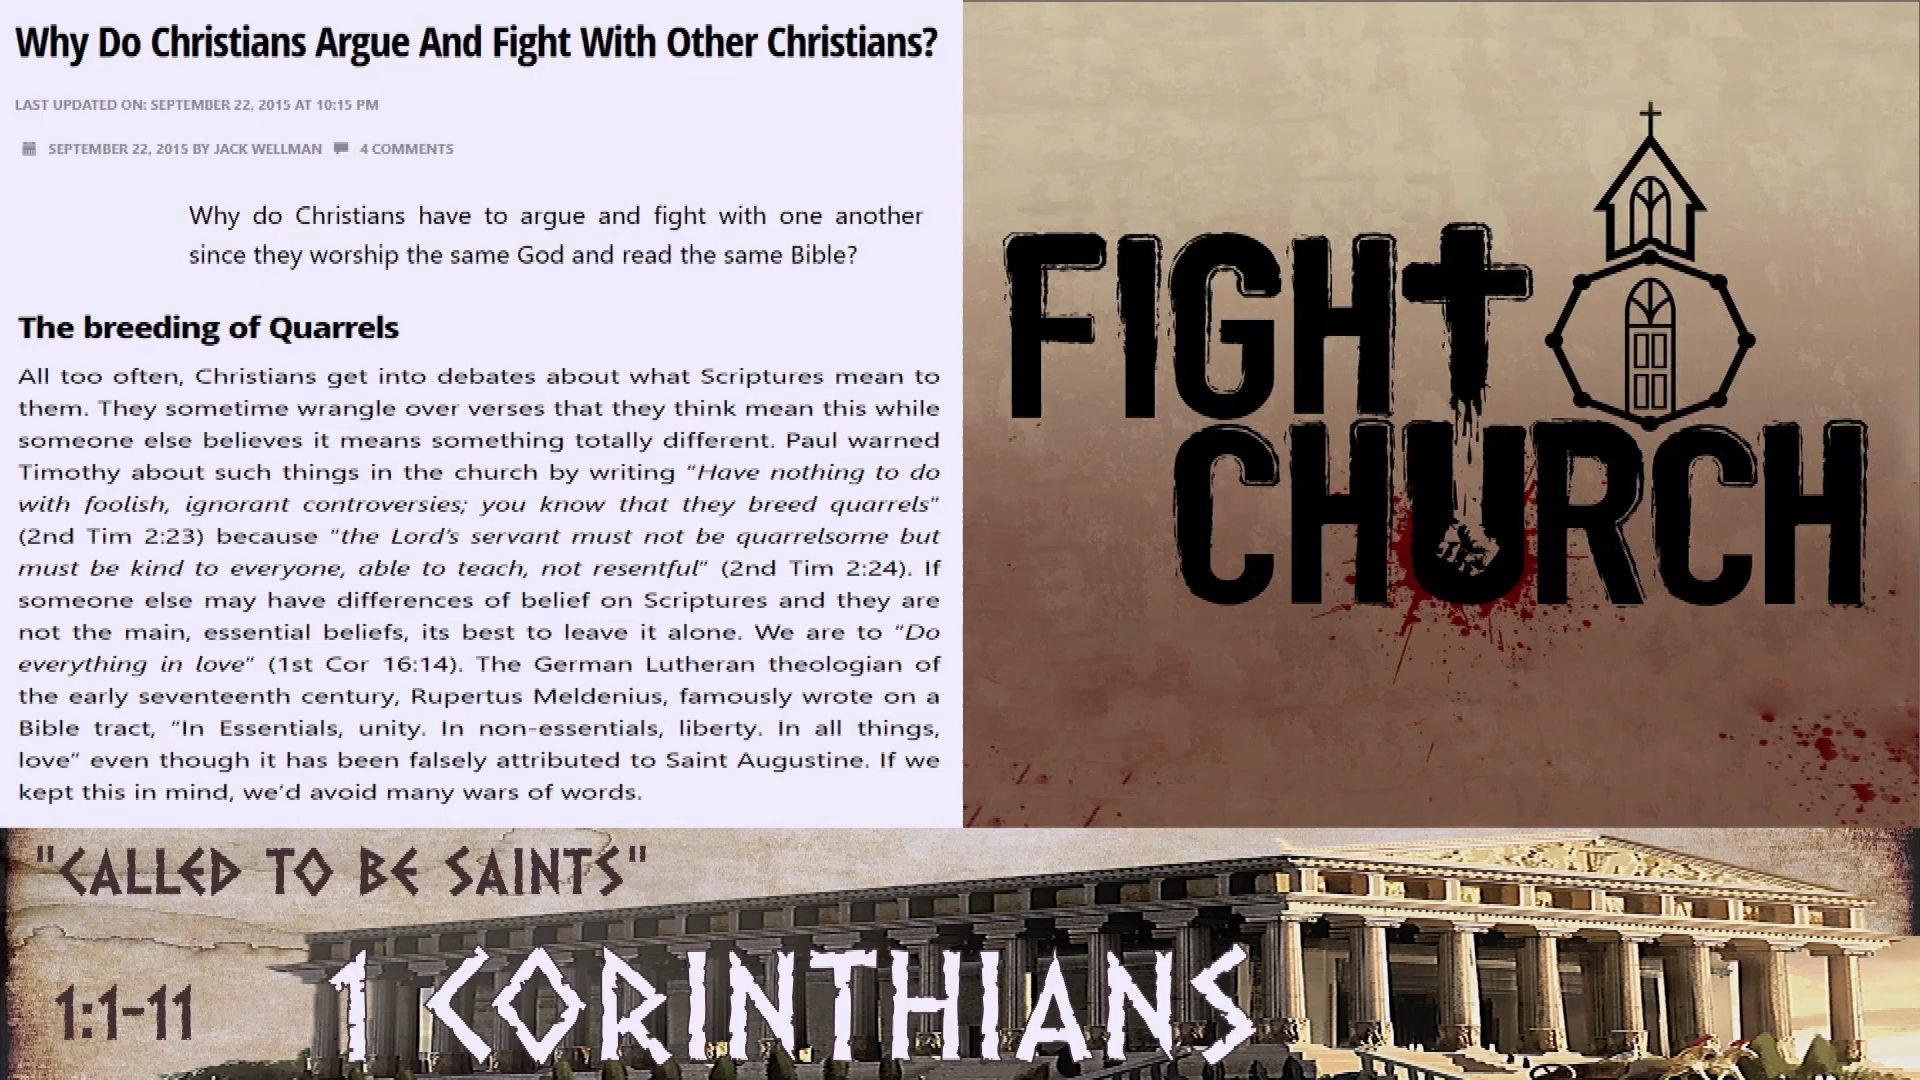 Why Do Christians Argue And Fight With Other Christians?
LAST UPDATED ON: SEPTEMBER 22, 2015 AT 10:15 PM
SEPTEMBER 22, 2015 BY JACK WELLMAN 4 COMMENTS
Why do Christians have to argue and fight with one another
since they worship the same God and read the same Bible?
The breeding of Quarrels
All too often, Christians get into debates about what Scriptures mean to
them. They sometime wrangle over verses that they think mean this while
someone else believes it means something totally different. Paul warned
Timothy about such things in the church by writing “Have nothing to do
with foolish, ignorant controversies; you know that they breed quarrels”
(2nd Tim 2:23) because “the Lord’s servant must not be quarrelsome but
must be kind to everyone, able to teach, not resentful” (2nd Tim 2:24). If
someone else may have differences of belief on Scriptures and they are
not the main, essential beliefs, its best to leave it alone. We are to “Do
everything in love” (1st Cor 16:14). The German Lutheran theologian of
the early seventeenth century, Rupertus Meldenius, famously wrote on a
Bible tract, “In Essentials, unity. In non-essentials, liberty. In all things,
love” even though it has been falsely attributed to Saint Augustine. If we
kept this in mind, we’d avoid many wars of words.
FIGHT
CHURCH
"CALLED TO BE SAINTS"
1:1-11
1 CORINTHIANS